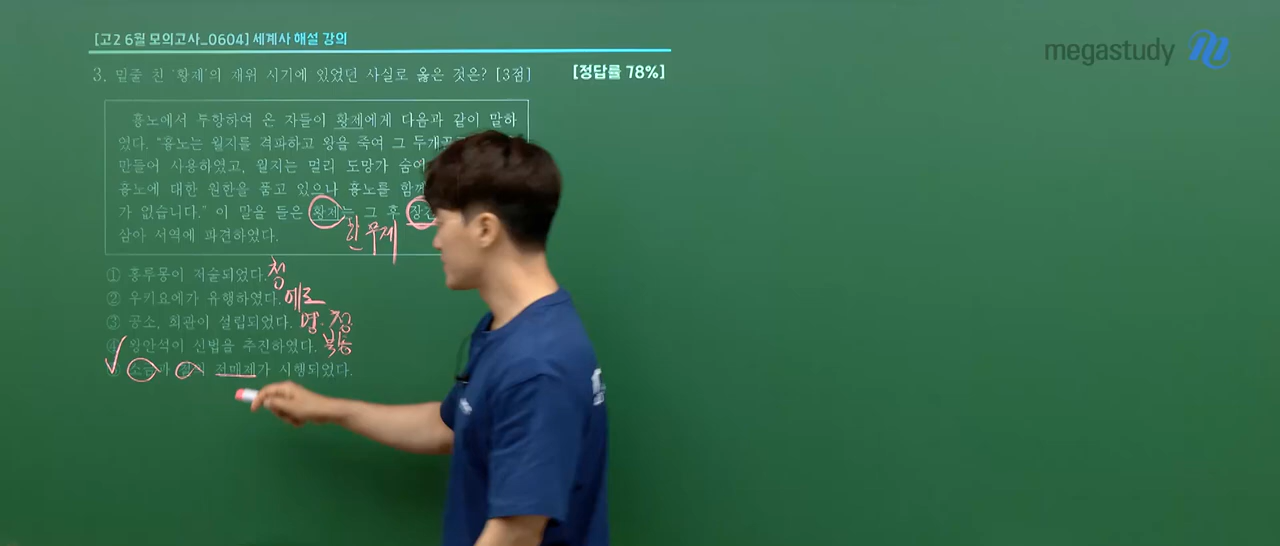 [고2 6월 모의고사_0604] 세계사 해설 강의
megastudy
3. 밑줄 친 '황제'의 재위 시기에 있었던 사실로 옳은 것은? [3점]
[정답률 78%]
흉노에서 투항하여 온 자들이 황제에게 다음과 같이 말하
였다. "흉노는 월지를 격파하고 왕을 죽여 그
만들어 사용하였고, 월지는 멀리 도망가
흉노에 대한 원한을 품고 있으나 흉노를
가 없습니다." 이 말을 들은 황제는 그 후
한 무제
삼아 서역에 파견하였다.
① 홍루몽이 저술되었다. 청
② 우키요에가 유행하였다. 에도
③ 공소, 회관이 설립되었다. 명·청
④ 왕안석이 신법을 추진하였다. 북송
전매제가 시행되었다.